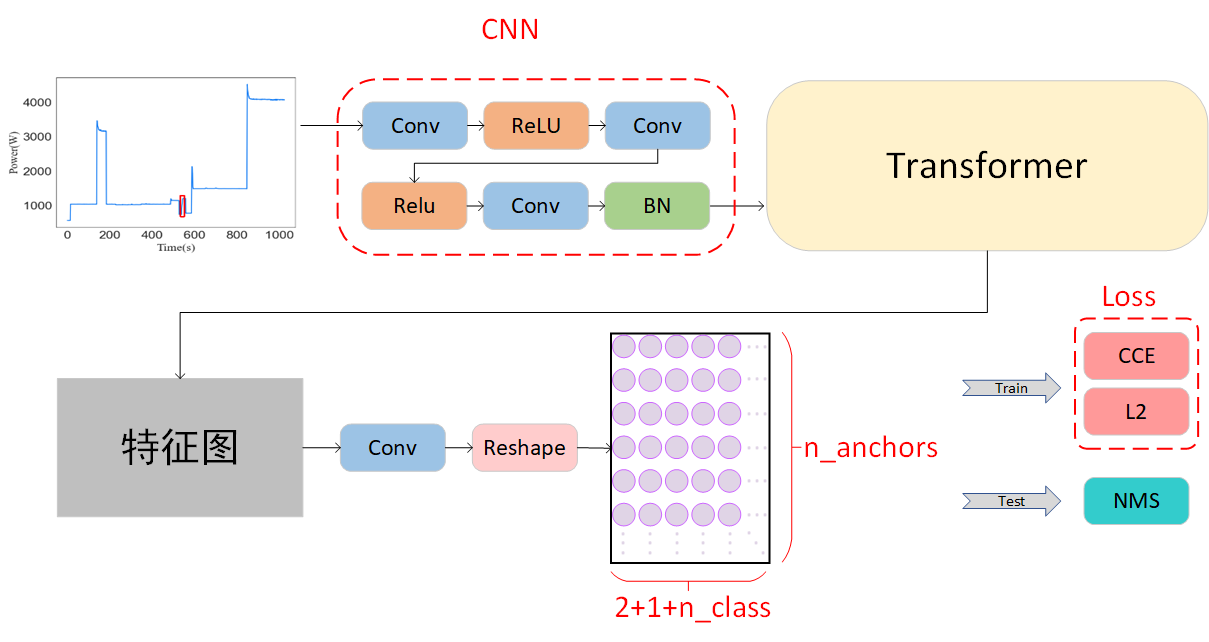 CNN
4000
3000
2000
1000
Power(W)
0 200 400 600 800 1000
Time(s)
Conv
ReLU
Conv
Relu
Conv
BN
Transformer
特征图
Conv
Reshape
n_anchors
2+1+n_class
Train
Test
Loss
CCE
L2
NMS